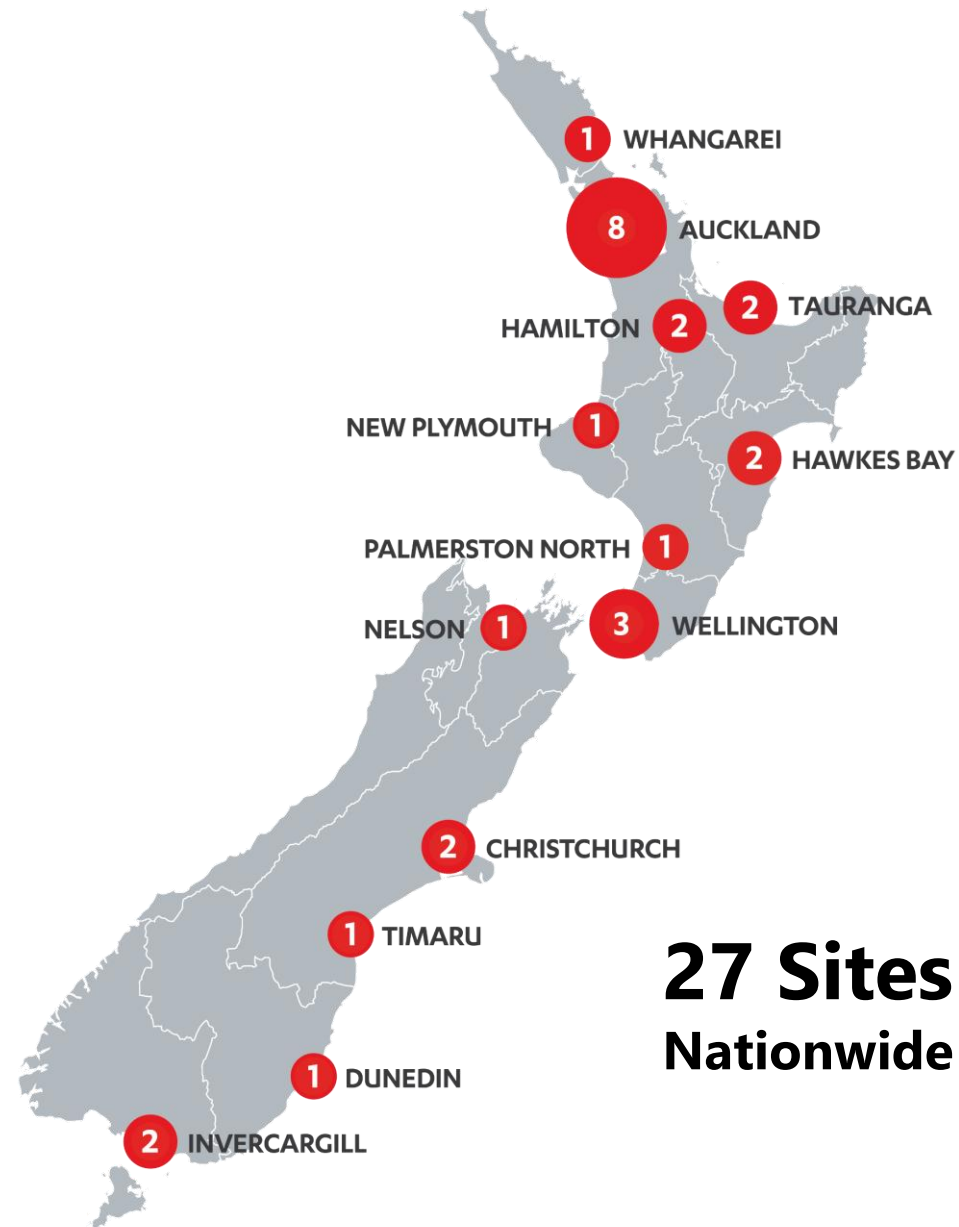 1 WHANGAREI
8 AUCKLAND
2 TAURANGA
HAMILTON 2
NEW PLYMOUTH 1
2 HAWKES BAY
PALMERSTON NORTH 1
NELSON 1
3 WELLINGTON
2 CHRISTCHURCH
1 TIMARU
27 Sites
Nationwide
1 DUNEDIN
2 INVERCARGILL